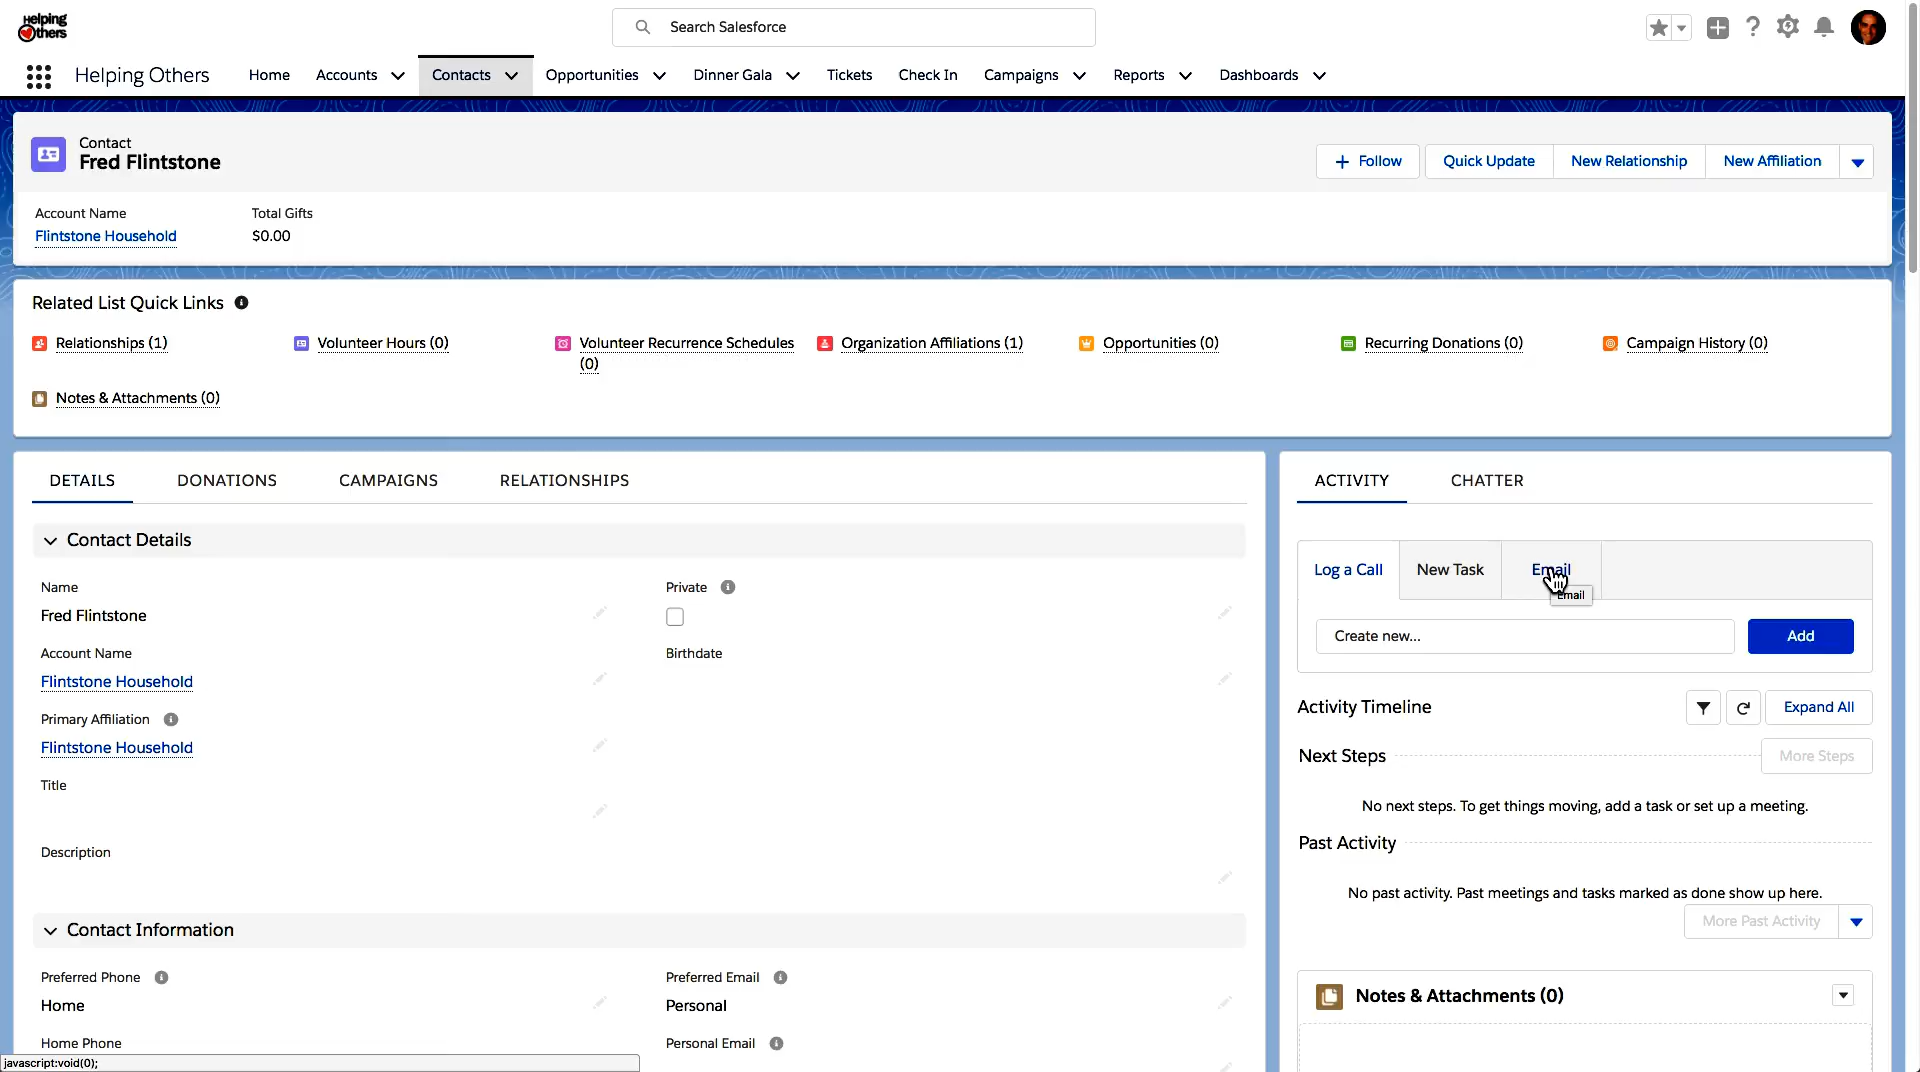 Helping
Others
Search Salesforce
Helping Others
Home
Accounts
Contacts
Opportunities
Dinner Gala
Tickets
Check In
Campaigns
Reports
Dashboards
Contact
Fred Flintstone
Follow
Quick Update
New Relationship
New Affiliation
Account Name
Total Gifts
Flintstone Household
$0.00
Related List Quick Links
Relationships (1)
Volunteer Hours (0)
Volunteer Recurrence Schedules
(0)
Organization Affiliations (1)
Opportunities (0)
Recurring Donations (0)
Campaign History (0)
Notes & Attachments (0)
DETAILS
DONATIONS
CAMPAIGNS
RELATIONSHIPS
Contact Details
Name
Fred Flintstone
Private
Account Name
Flintstone Household
Birthdate
Primary Affiliation
Flintstone Household
Title
Description
Contact Information
Preferred Phone
Home
Preferred Email
Personal
Home Phone
Personal Email
javascript:void(0);
ACTIVITY
CHATTER
Log a Call
New Task
Email
Email
Create new...
Add
Activity Timeline
Expand All
Next Steps
More Steps
No next steps. To get things moving, add a task or set up a meeting.
Past Activity
No past activity. Past meetings and tasks marked as done show up here.
More Past Activity
Notes & Attachments (0)